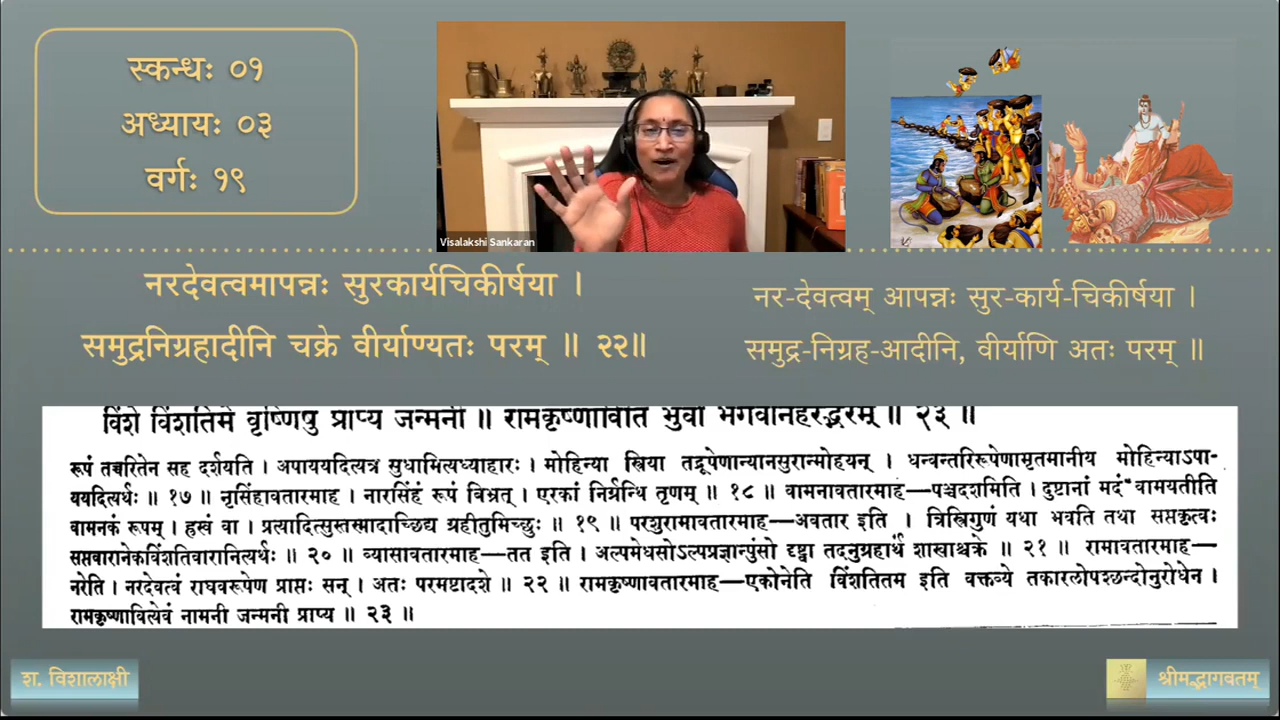 स्कन्धः ०१
अध्यायः ०३
वर्गः १९
Visalakshi Sankaran
नरदेवत्वमापन्नः सुरकार्यचिकीर्षया ।
समुद्रनिग्रहादीनि चक्रे वीर्याण्यतः परम् ॥ २२॥
नर-देवत्वम् आपन्नः सुर-कार्य-चिकीर्षया ।
समुद्र-निग्रह-आदीनि, वीर्याणि अतः परम् ॥
विंशे विंशतिमे वृष्णिषु प्राप्य जन्मनी ॥ रामकृष्णाविति भुवो भगवानहरद्भरम् ॥ २३ ॥
रूपं तच्चरितेन सह दर्शयति । अपाययदित्यत्र सुधामित्यध्याहारः । मोहिन्या स्त्रिया तद्रूपेणान्यानसुरान्मोहयन् । धन्वन्तरिरूपेणामृतमानीय मोहिन्याऽपा-
ययदित्यर्थः ॥ १७ ॥ नृसिंहावतारमाह । नारसिंहं रूपं बिभ्रत् । एरकां निर्ग्रन्थि तृणम् ॥ १८ ॥ वामनावतारमाह—पञ्चदशमिति । दुष्टानां मदं वामयतीति
वामनकं रूपम् । ह्रस्वं वा । प्रत्यादित्सुस्तस्मादाच्छिद्य ग्रहीतुमिच्छुः ॥ १९ ॥ परशुरामावतारमाह—अवतार इति । त्रिस्त्रिगुणं यथा भवति तथा सप्तकृत्वः
सप्तवारानेकविंशतिवारानित्यर्थः ॥ २० ॥ व्यासावतारमाह—तत इति । अल्पमेधसोऽल्पप्रज्ञान्पुंसो दृष्ट्वा तदनुग्रहार्थं शाखाश्चक्रे ॥ २१ ॥ रामावतारमाह—
नरेति । नरदेवत्वं राघवरूपेण प्राप्तः सन् । अतः परमष्टादशे ॥ २२ ॥ रामकृष्णावतारमाह—एकोनेति विंशतितम इति वक्तव्ये तकारलोपश्छन्दोनुरोधेन ।
रामकृष्णावित्येवं नामनी जन्मनी प्राप्य ॥ २३ ॥
श. विशालाक्षी
श्रीमद्भागवतम्